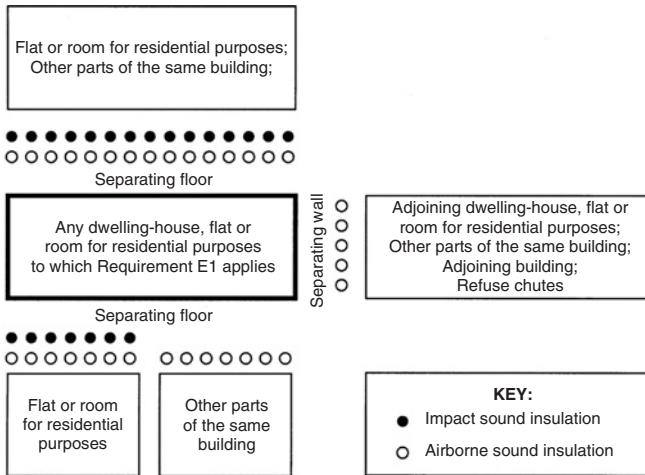 Flat or room for residential purposes;
Other parts of the same building;
Separating floor
Any dwelling-house, flat or
room for residential purposes
to which Requirement E1 applies
Separating wall
Adjoining dwelling-house, flat or
room for residential purposes;
Other parts of the same building;
Adjoining building;
Refuse chutes
Separating floor
Flat or room
for residential
purposes
Other parts
of the same
building
KEY:
Impact sound insulation
Airborne sound insulation